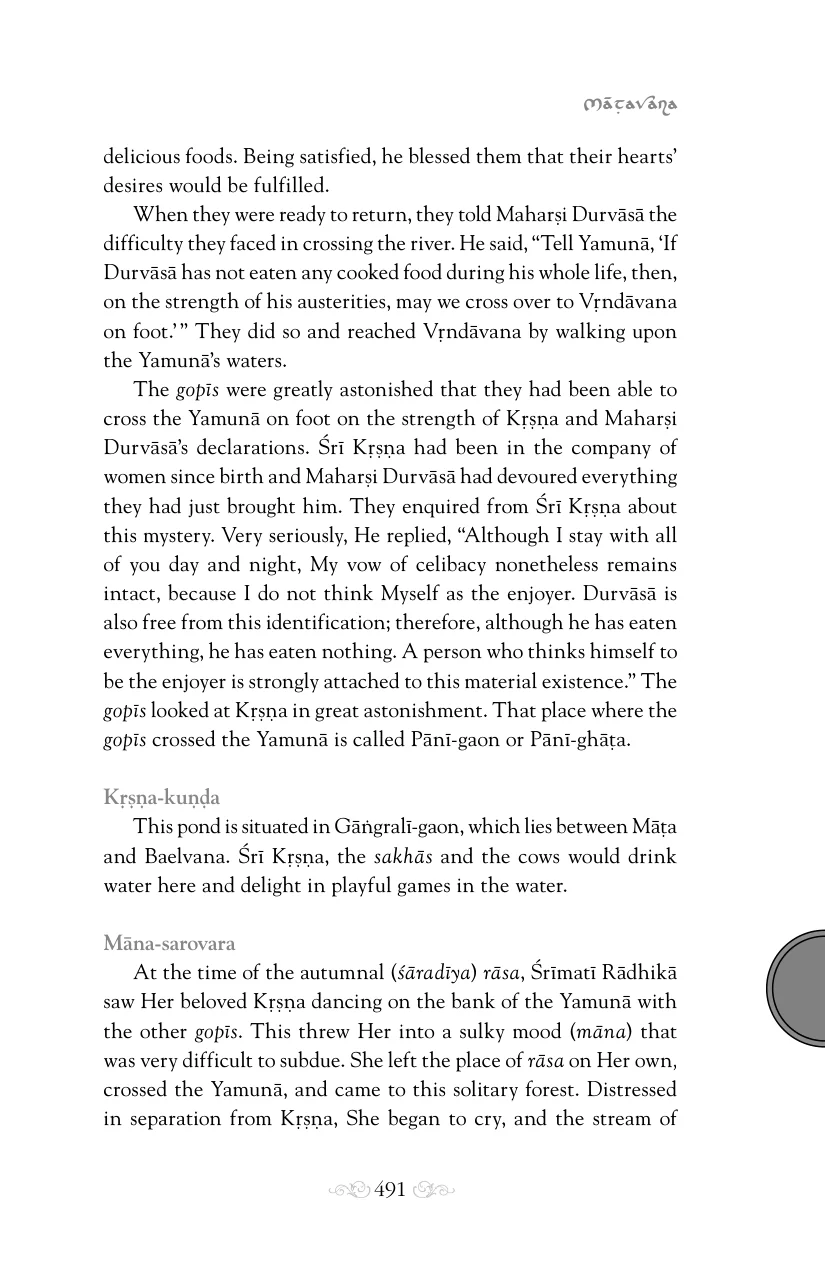 Māṭavana
delicious foods. Being satisfied, he blessed them that their hearts’
desires would be fulfilled.
When they were ready to return, they told Maharṣi Durvāsā the
difficulty they faced in crossing the river. He said, “Tell Yamunā, ‘If
Durvāsā has not eaten any cooked food during his whole life, then,
on the strength of his austerities, may we cross over to Vṛndāvana
on foot.’ ” They did so and reached Vṛndāvana by walking upon
the Yamunā’s waters.
The gopīs were greatly astonished that they had been able to
cross the Yamunā on foot on the strength of Kṛṣṇa and Maharṣi
Durvāsā’s declarations. Śrī Kṛṣṇa had been in the company of
women since birth and Maharṣi Durvāsā had devoured everything
they had just brought him. They enquired from Śrī Kṛṣṇa about
this mystery. Very seriously, He replied, “Although I stay with all
of you day and night, My vow of celibacy nonetheless remains
intact, because I do not think Myself as the enjoyer. Durvāsā is
also free from this identification; therefore, although he has eaten
everything, he has eaten nothing. A person who thinks himself to
be the enjoyer is strongly attached to this material existence.” The
gopīs looked at Kṛṣṇa in great astonishment. That place where the
gopīs crossed the Yamunā is called Pānī-gaon or Pānī-ghāṭa.
Kṛṣṇa-kuṇḍa
This pond is situated in Gāṅgralī-gaon, which lies between Māṭa
and Baelvana. Śrī Kṛṣṇa, the sakhās and the cows would drink
water here and delight in playful games in the water.
Māna-sarovara
At the time of the autumnal (śāradīya) rāsa, Śrīmatī Rādhikā
saw Her beloved Kṛṣṇa dancing on the bank of the Yamunā with
the other gopīs. This threw Her into a sulky mood (māna) that
was very difficult to subdue. She left the place of rāsa on Her own,
crossed the Yamunā, and came to this solitary forest. Distressed
in separation from Kṛṣṇa, She began to cry, and the stream of
491